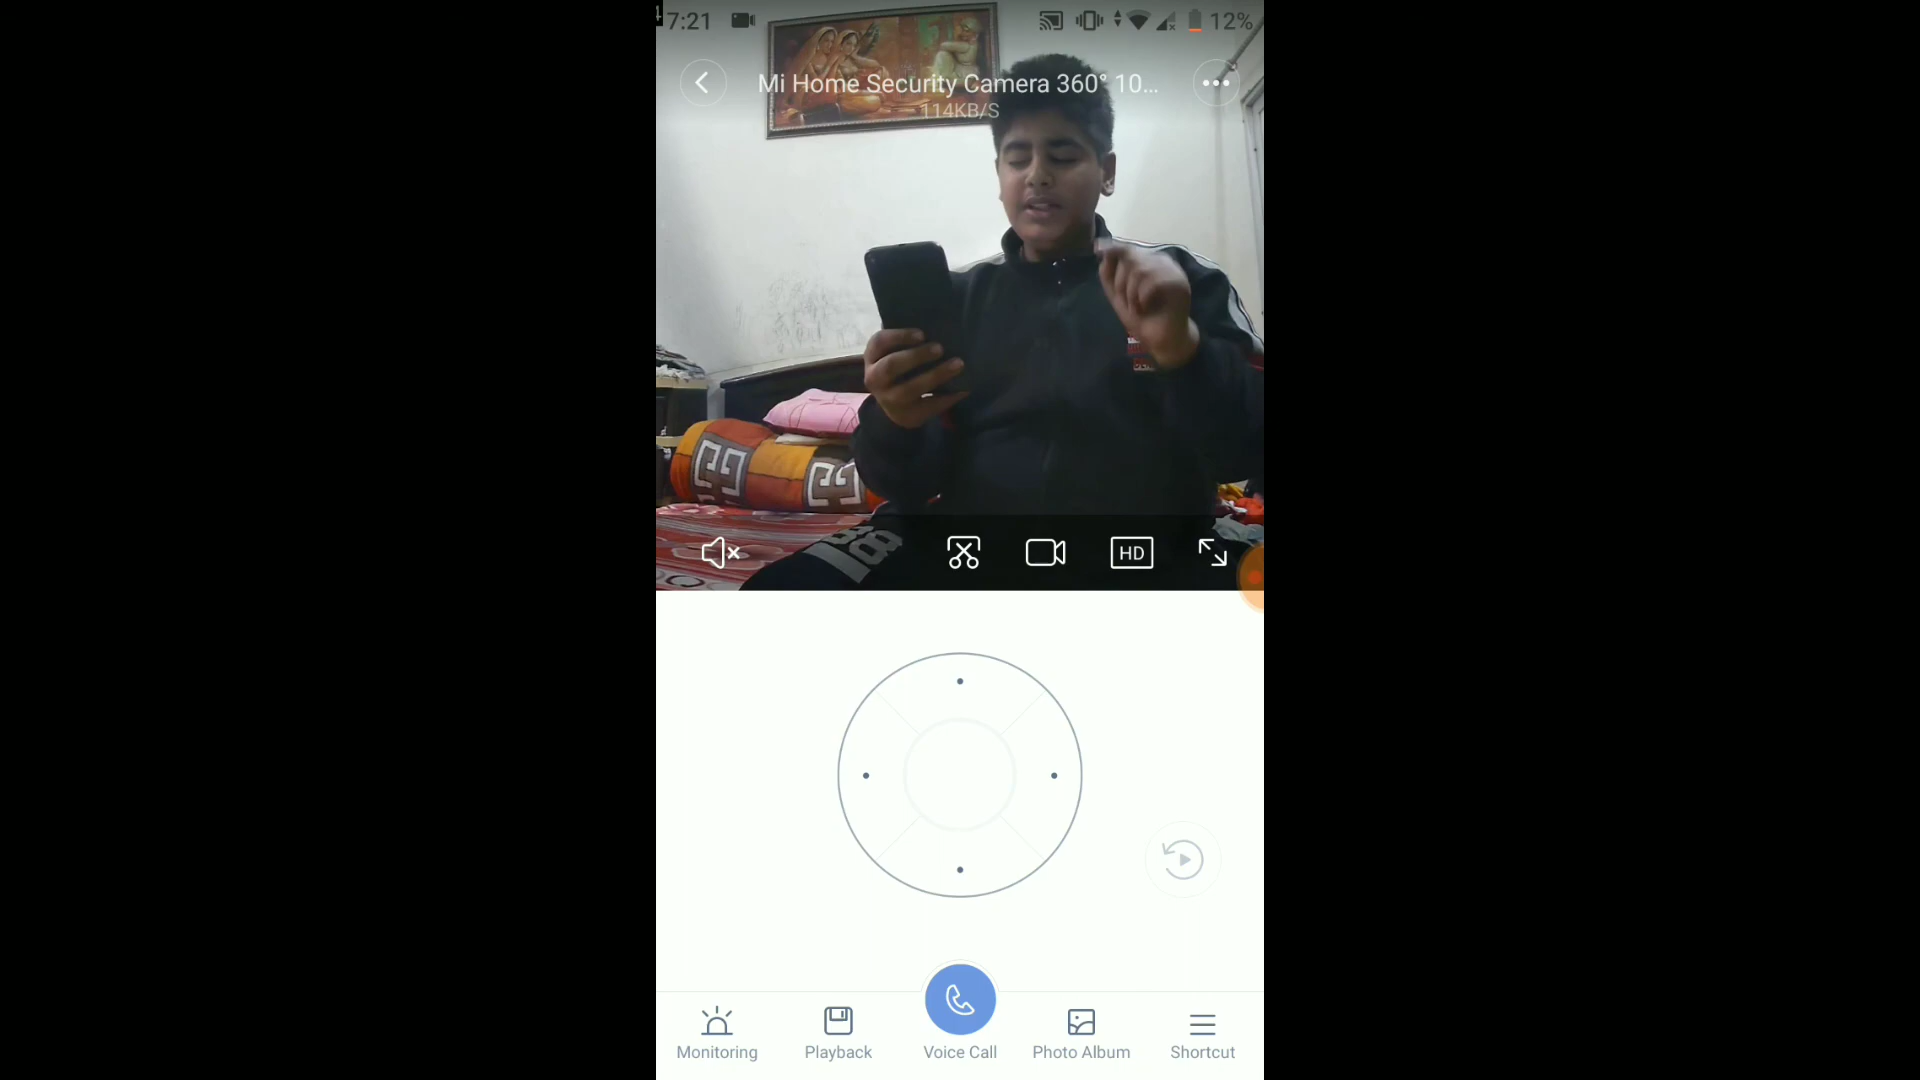 7:21 12%
Mi Home Security Camera 360° 10...
114KB/S
HD
Monitoring Playback Voice Call Photo Album Shortcut